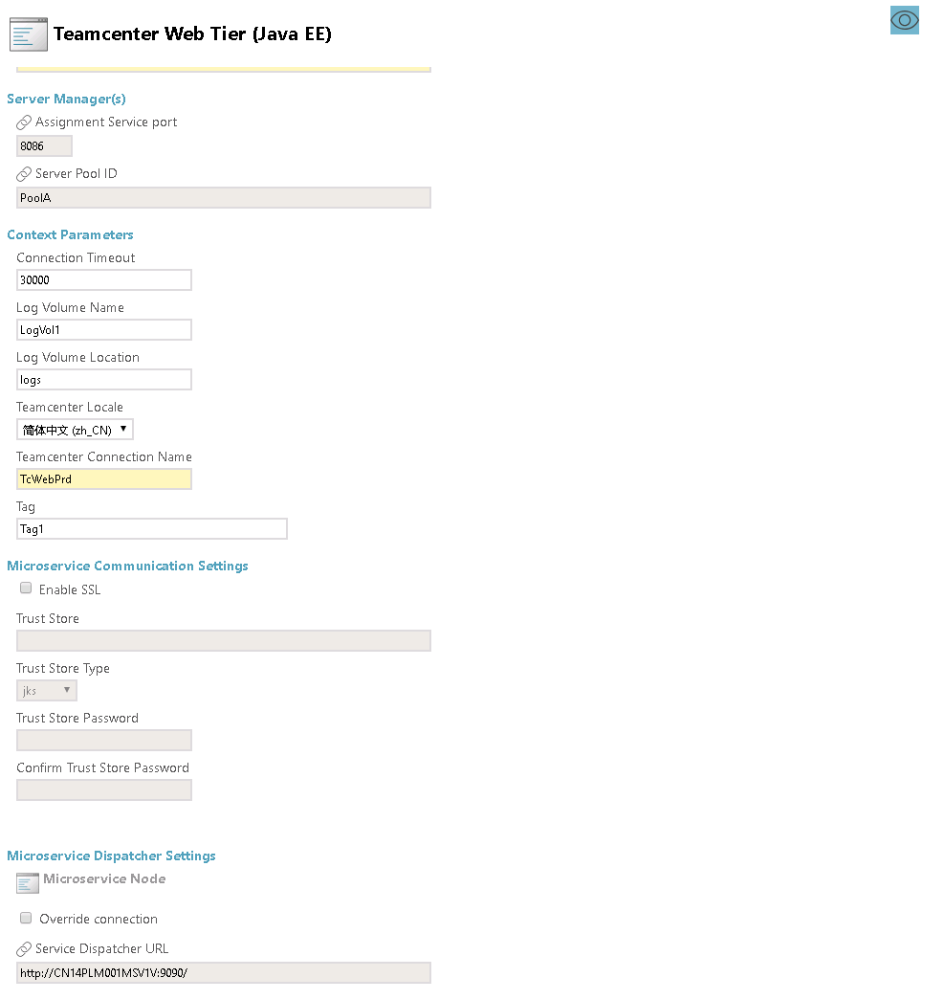 Teamcenter Web Tier (Java EE)
Server Manager(s)
Assignment Service port
8086
Server Pool ID
PoolA
Context Parameters
Connection Timeout
30000
Log Volume Name
LogVol1
Log Volume Location
logs
Teamcenter Locale
简体中文 (zh_CN)
Teamcenter Connection Name
TcWebPrd
Tag
Tag1
Microservice Communication Settings
Enable SSL
Trust Store
Trust Store Type
jks
Trust Store Password
Confirm Trust Store Password
Microservice Dispatcher Settings
Microservice Node
Override connection
Service Dispatcher URL
http://CN14PLM001MSV1V:9090/